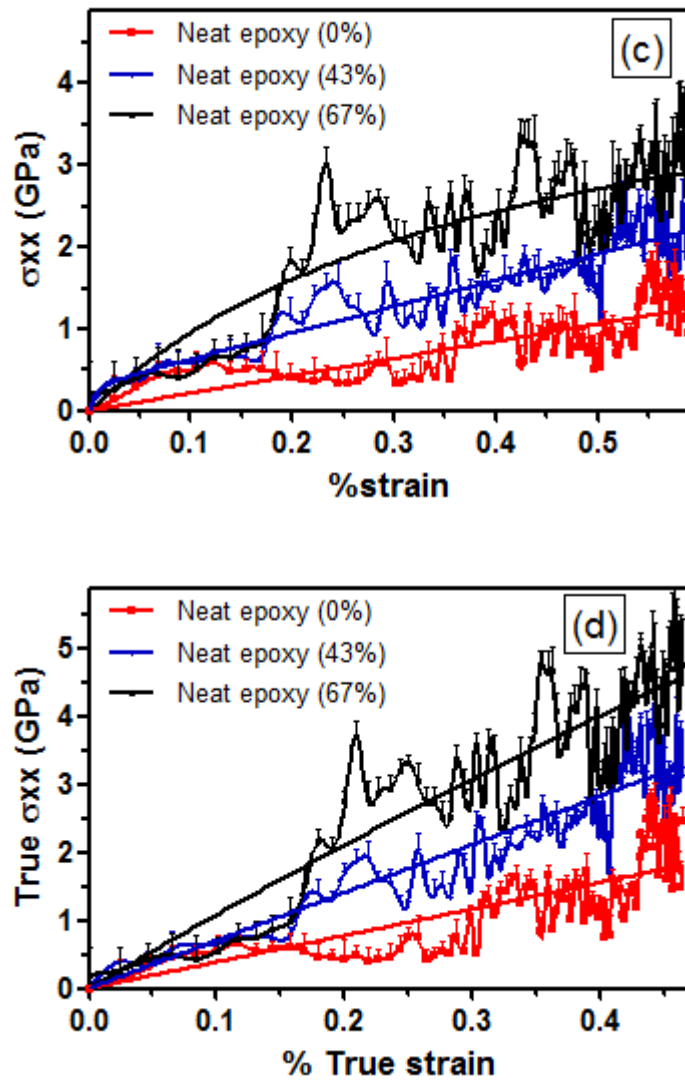 Neat epoxy (0%)
(c)
Neat epoxy (43%)
Neat epoxy (67%)
4
3
2
1
0
σxx (GPa)
0.0 0.1 0.2 0.3 0.4 0.5
%strain
Neat epoxy (0%)
(d)
Neat epoxy (43%)
Neat epoxy (67%)
5
4
3
2
1
0
True σxx (GPa)
0.0 0.1 0.2 0.3 0.4
% True strain